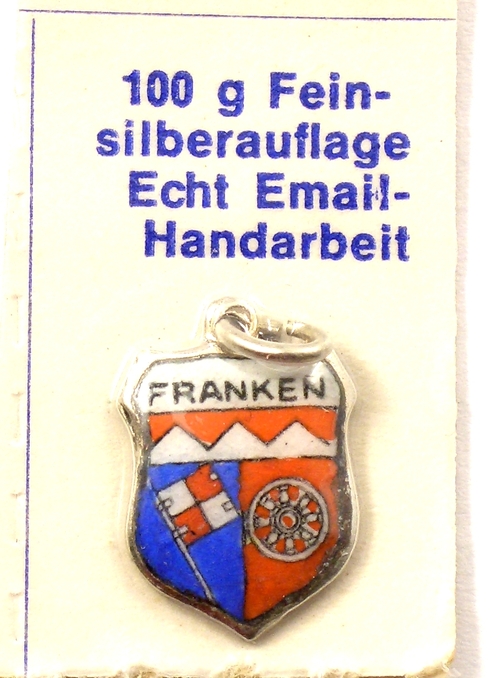 100 g Fein-
silberauflage
Echt Email-
Handarbeit
FRANKEN